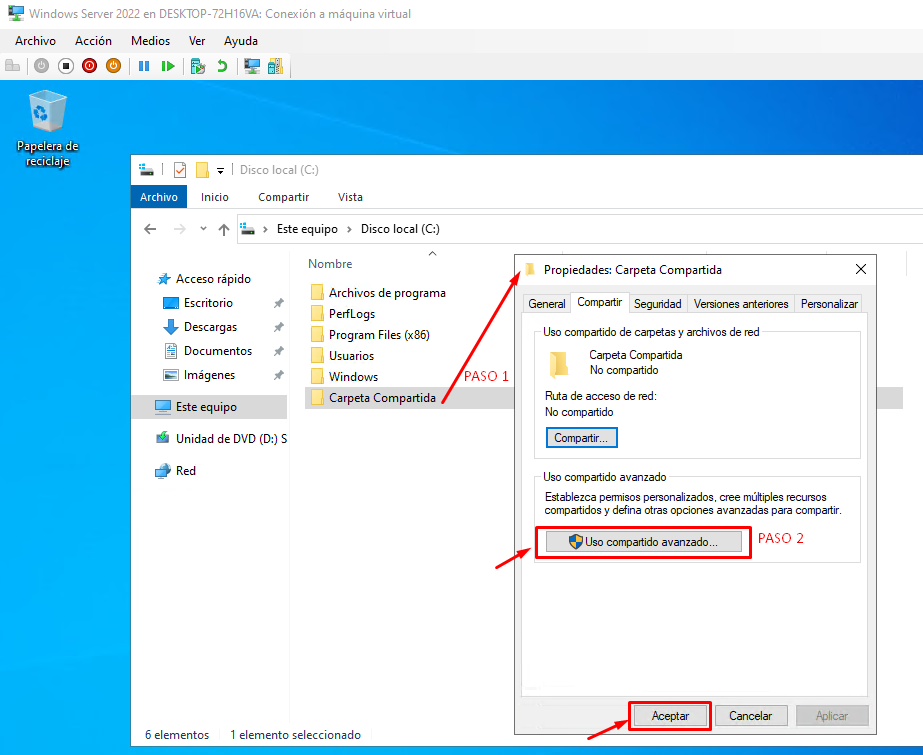 Windows Server 2022 en DESKTOP-72H16VA: Conexión a máquina virtual
Archivo Acción Medios Ver Ayuda
Papelera de
reciclaje
Disco local (C:)
Archivo Inicio Compartir Vista
Este equipo > Disco local (C:)
Acceso rápido
Escritorio
Descargas
Documentos
Imágenes
Este equipo
Unidad de DVD (D:) S
Red
Nombre
Archivos de programa
PerfLogs
Program Files (x86)
Usuarios
Windows
Carpeta Compartida
PASO 1
Propiedades: Carpeta Compartida
General Compartir Seguridad Versiones anteriores Personalizar
Uso compartido de carpetas y archivos de red
Carpeta Compartida
No compartido
Ruta de acceso de red:
No compartido
Compartir...
Uso compartido avanzado
Establezca permisos personalizados, cree múltiples recursos
compartidos y defina otras opciones avanzadas para compartir.
Uso compartido avanzado...
PASO 2
Aceptar Cancelar Aplicar
6 elementos 1 elemento seleccionado